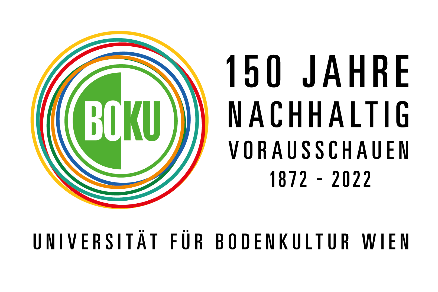 BOKU
150 JAHRE
NACHHALTIG
VORAUSSCHAUEN
1872 - 2022
UNIVERSITÄT FÜR BODENKULTUR WIEN